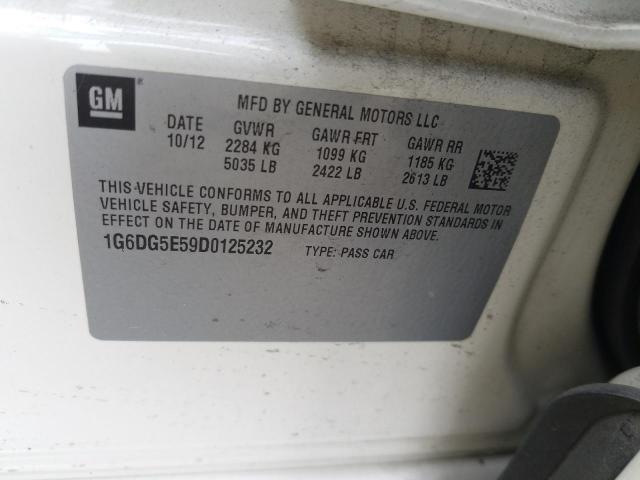 GM
MFD BY GENERAL MOTORS LLC
DATE GVWR GAWR FRT GAWR RR
10/12 2284 KG 1099 KG 1185 KG
5035 LB 2422 LB 2613 LB
THIS VEHICLE CONFORMS TO ALL APPLICABLE U.S. FEDERAL MOTOR
VEHICLE SAFETY, BUMPER, AND THEFT PREVENTION STANDARDS IN
EFFECT ON THE DATE OF MANUFACTURE SHOWN ABOVE.
1G6DG5E59D0125232 TYPE: PASS CAR